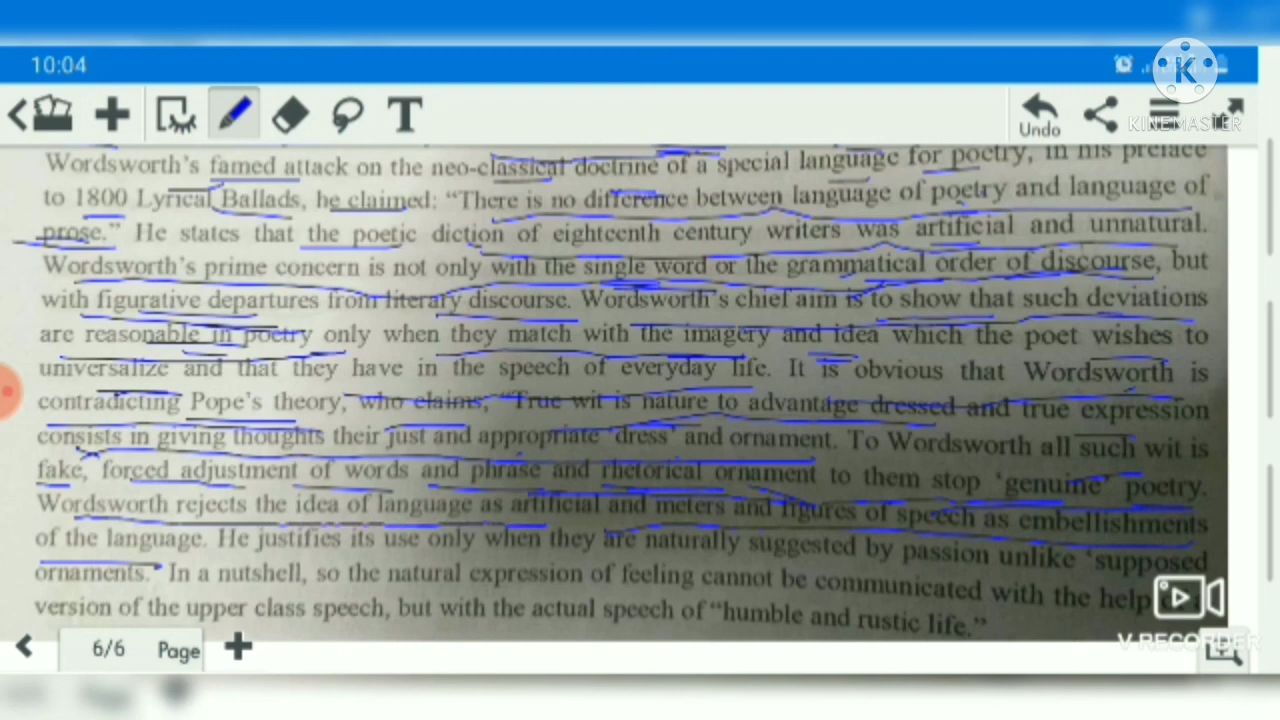 10:04
KINEMASTER
T
Undo
Wordsworth's famed attack on the neo-classical doctrine of a special language for poetry, in his preface
to 1800 Lyrical Ballads, he claimed: "There is no difference between language of poetry and language of
prose." He states that the poetic diction of eighteenth century writers was artificial and unnatural.
Wordsworth's prime concern is not only with the single word or the grammatical order of discourse, but
with figurative departures from literary discourse. Wordsworth's chief aim is to show that such deviations
are reasonable in poetry only when they match with the imagery and idea which the poet wishes to
universalize and that they have in the speech of everyday life. It is obvious that Wordsworth is
contradicting Pope's theory, who claims, "True wit is nature to advantage dressed and true expression
consists in giving thoughts their just and appropriate 'dress' and ornament. To Wordsworth all such wit is
fake, forced adjustment of words and phrase and rhetorical ornament to them stop 'genuine' poetry.
Wordsworth rejects the idea of language as artificial and meters and figures of speech as embellishments
of the language. He justifies its use only when they are naturally suggested by passion unlike 'supposed
ornaments.' In a nutshell, so the natural expression of feeling cannot be communicated with the help
version of the upper class speech, but with the actual speech of "humble and rustic life."
V RECORDER
6/6 Page